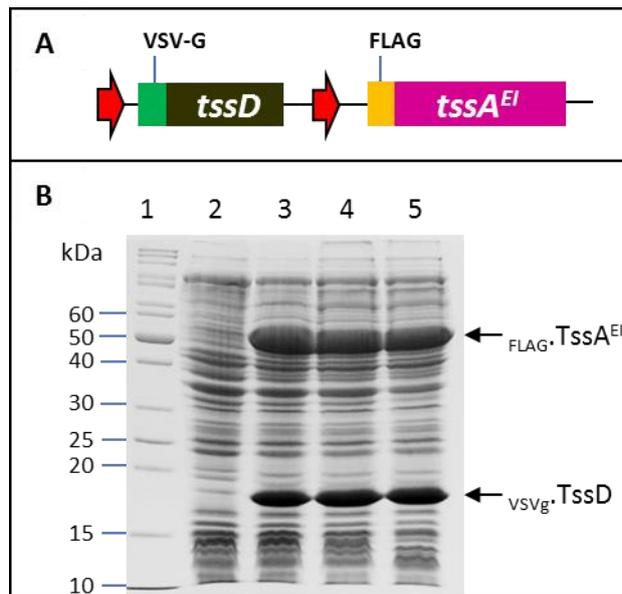 A
VSV-G FLAG
tssD tssA^EI
B
1 2 3 4 5
kDa
60
50
FLAG.TssA^EI
40
30
25
20
VSVg.TssD
15
10